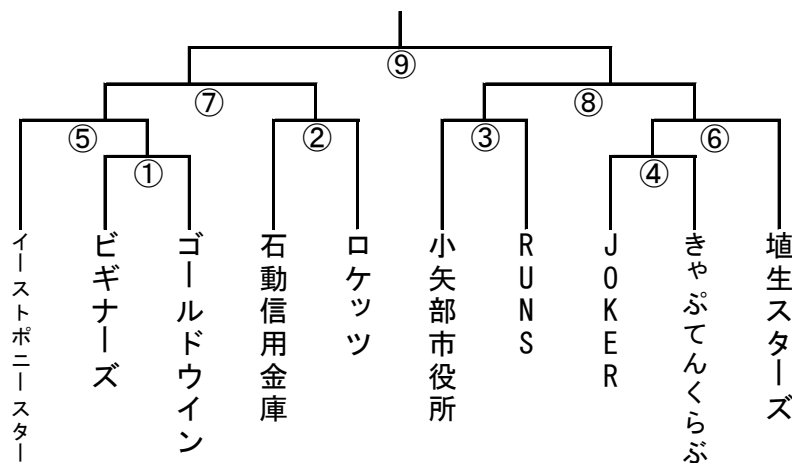 ⑨
⑦
⑧
⑤
②
③
⑥
①
④
イーストポニースター
ビギナーズ
ゴールドウイン
石動信用金庫
ロケッツ
小矢部市役所
RUNS
JOKER
きゃぷてんくらぶ
埴生スターズ